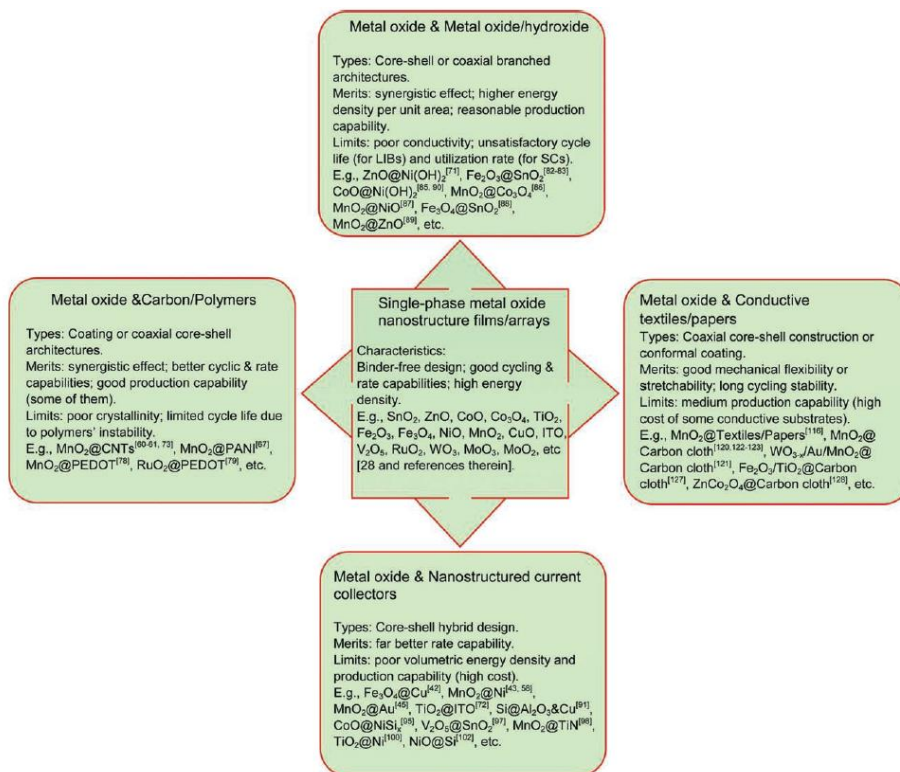 Metal oxide & Metal oxide/hydroxide
Types: Core-shell or coaxial branched
architectures.
Merits: synergistic effect; higher energy
density per unit area; reasonable production
capability.
Limits: poor conductivity; unsatisfactory cycle
life (for LIBs) and utilization rate (for SCs).
E.g., ZnO@Ni(OH)₂[71], Fe₂O₃@SnO₂[82-83],
CoO@Ni(OH)₂[85, 90], MnO₂@Co₃O₄[86],
MnO₂@NiO[87], Fe₃O₄@SnO₂[88],
MnO₂@ZnO[89], etc.
Metal oxide &Carbon/Polymers
Types: Coating or coaxial core-shell
architectures.
Merits: synergistic effect; better cyclic & rate
capabilities; good production capability
(some of them).
Limits: poor crystallinity; limited cycle life due
to polymers' instability.
E.g., MnO₂@CNTs[60-61, 73], MnO₂@PANI[67],
MnO₂@PEDOT[78], RuO₂@PEDOT[79], etc.
Single-phase metal oxide
nanostructure films/arrays
Characteristics:
Binder-free design; good cycling &
rate capabilities; high energy
density.
E.g., SnO₂, ZnO, CoO, Co₃O₄, TiO₂,
Fe₂O₃, Fe₃O₄, NiO, MnO₂, CuO, ITO,
V₂O₅, RuO₂, WO₃, MoO₃, MoO₂, etc
[28 and references therein].
Metal oxide & Conductive
textiles/papers
Types: Coaxial core-shell construction or
conformal coating.
Merits: good mechanical flexibility or
stretchability; long cycling stability.
Limits: medium production capability (high
cost of some conductive substrates).
E.g., MnO₂@Textiles/Papers[116], MnO₂@
Carbon cloth[120,122-123], WO₃₋ₓ/Au/MnO₂@
Carbon cloth[121], Fe₂O₃/TiO₂@Carbon
cloth[127], ZnCo₂O₄@Carbon cloth[128], etc.
Metal oxide & Nanostructured current
collectors
Types: Core-shell hybrid design.
Merits: far better rate capability.
Limits: poor volumetric energy density and
production capability (high cost).
E.g., Fe₃O₄@Cu[42], MnO₂@Ni[43, 58],
MnO₂@Au[45], TiO₂@ITO[72], Si@Al₂O₃&Cu[91],
CoO@NiSiₓ[95], V₂O₅@SnO₂[97], MnO₂@TiN[98],
TiO₂@Ni[100], NiO@Si[102], etc.